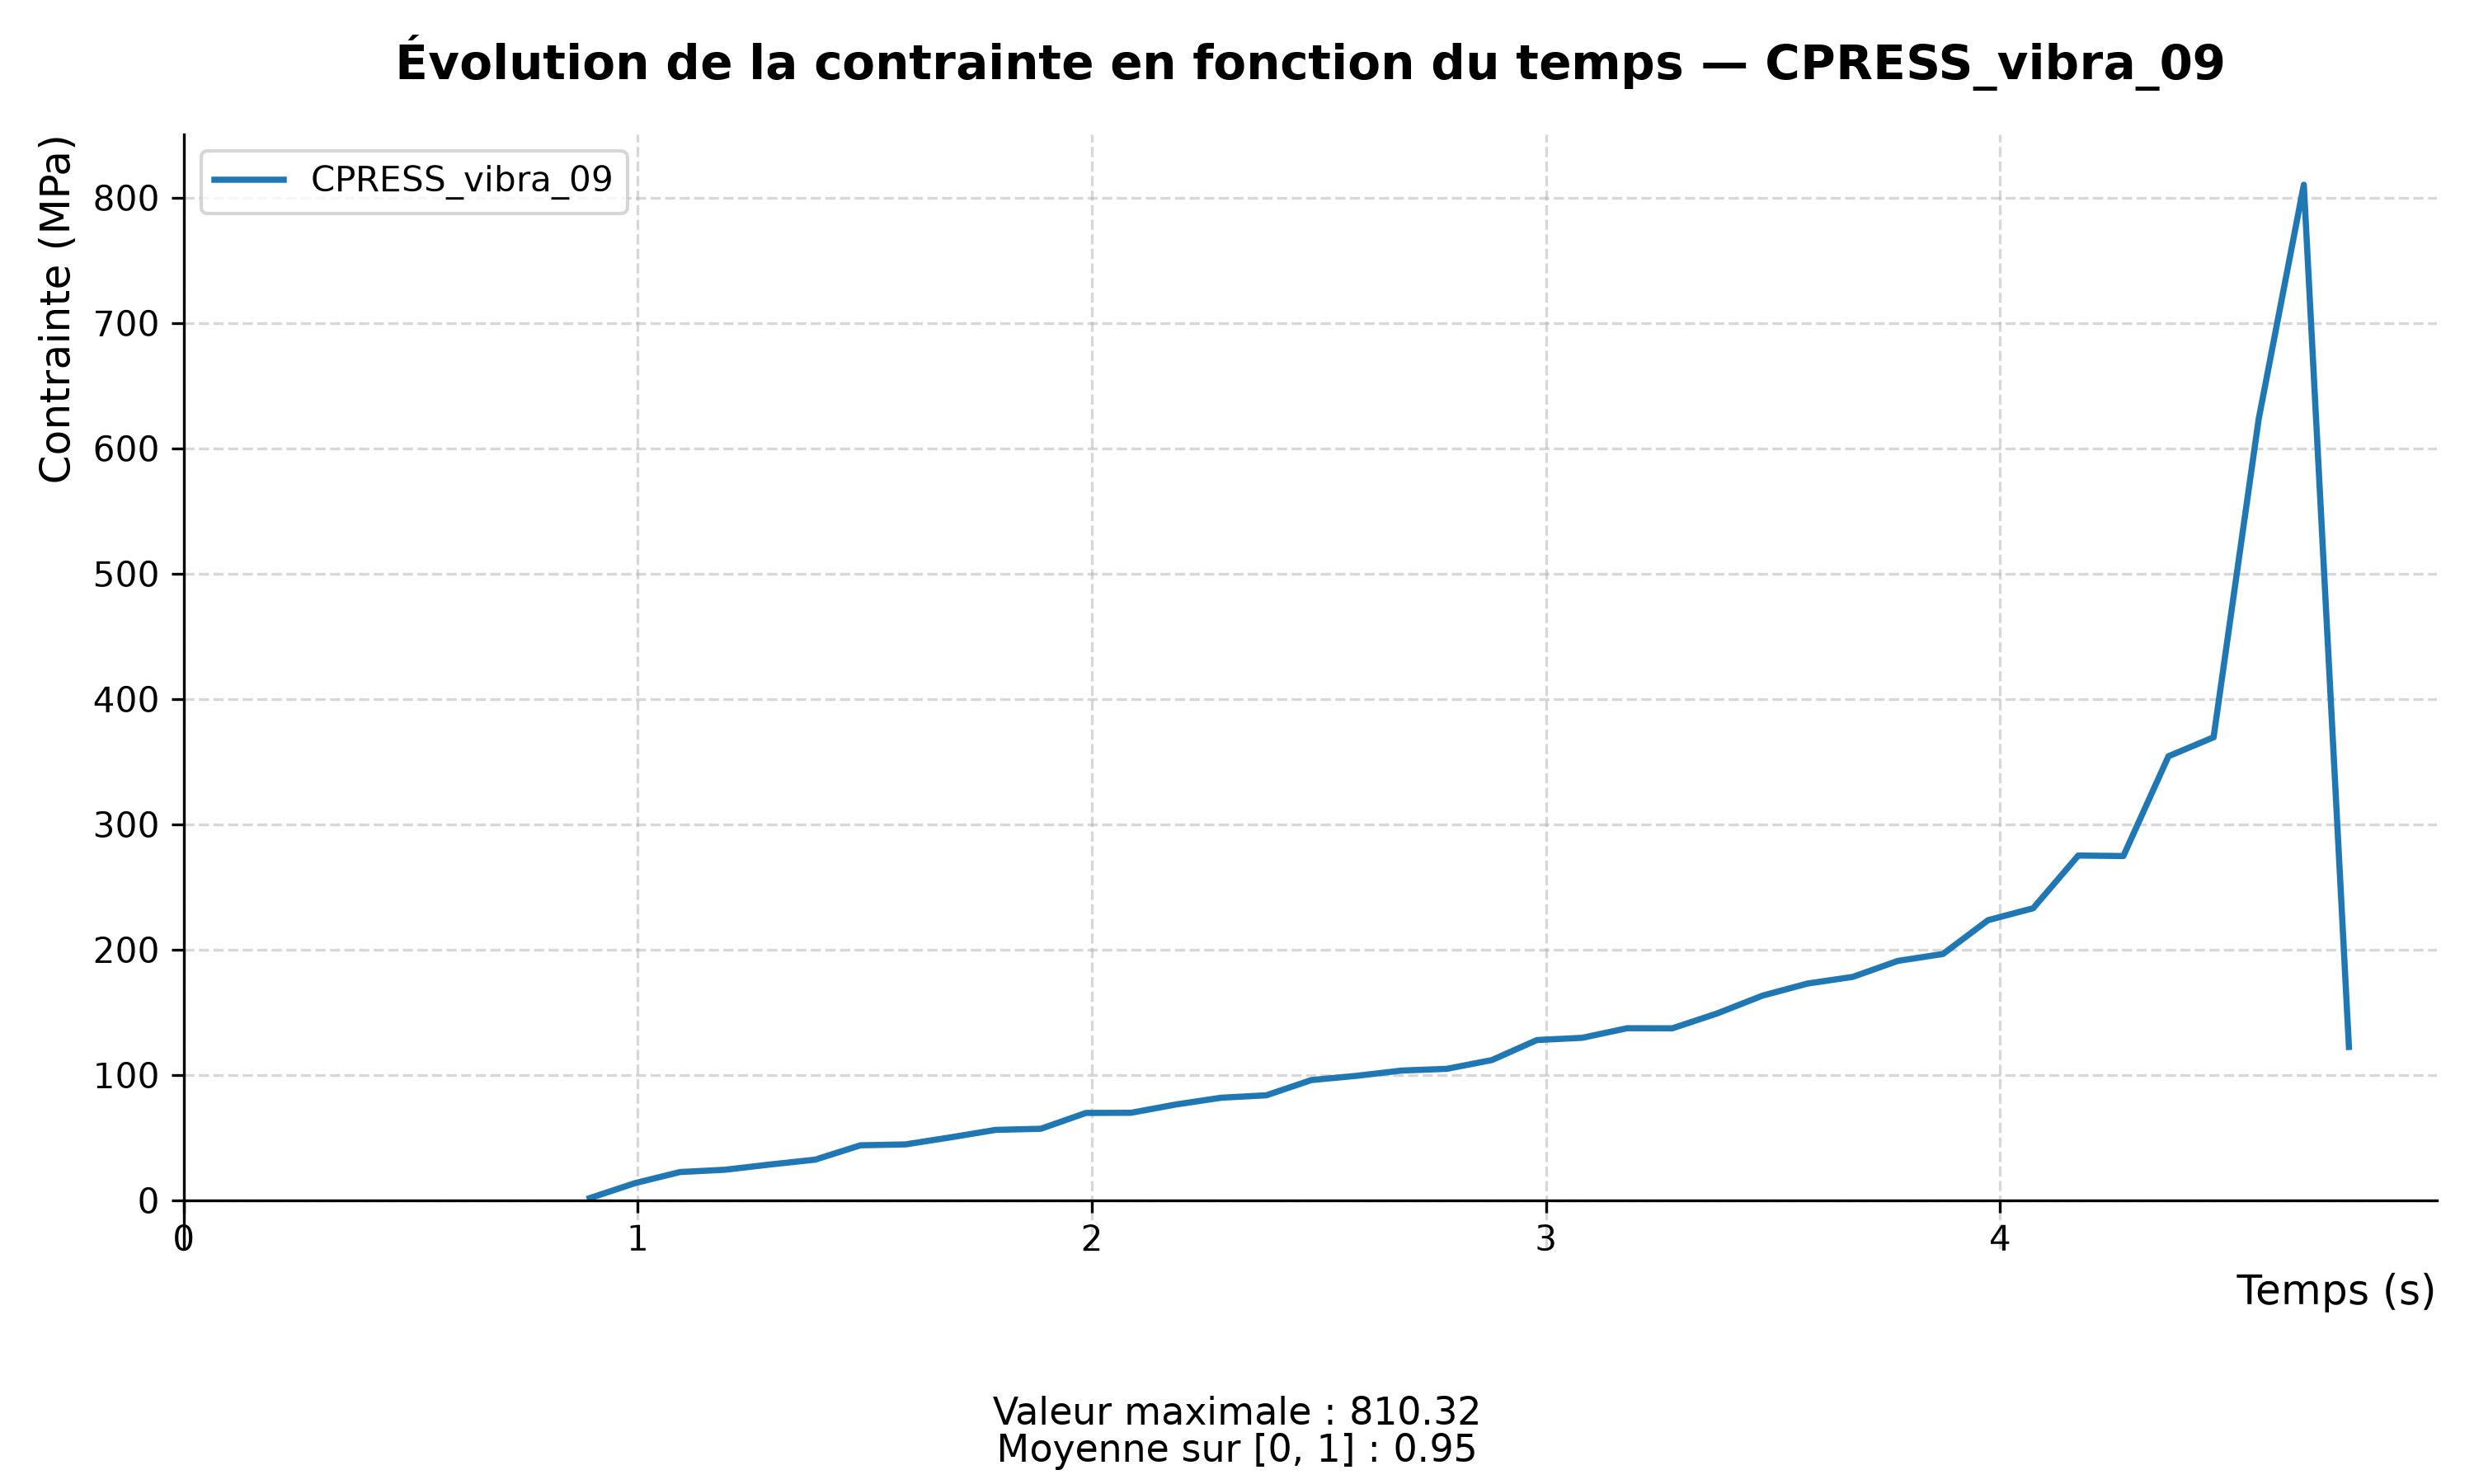 Évolution de la contrainte en fonction du temps — CPRESS_vibra_09
Contrainte (MPa)
CPRESS_vibra_09
800
700
600
500
400
300
200
100
0
0 1 2 3 4
Temps (s)
Valeur maximale : 810.32
Moyenne sur [0, 1] : 0.95